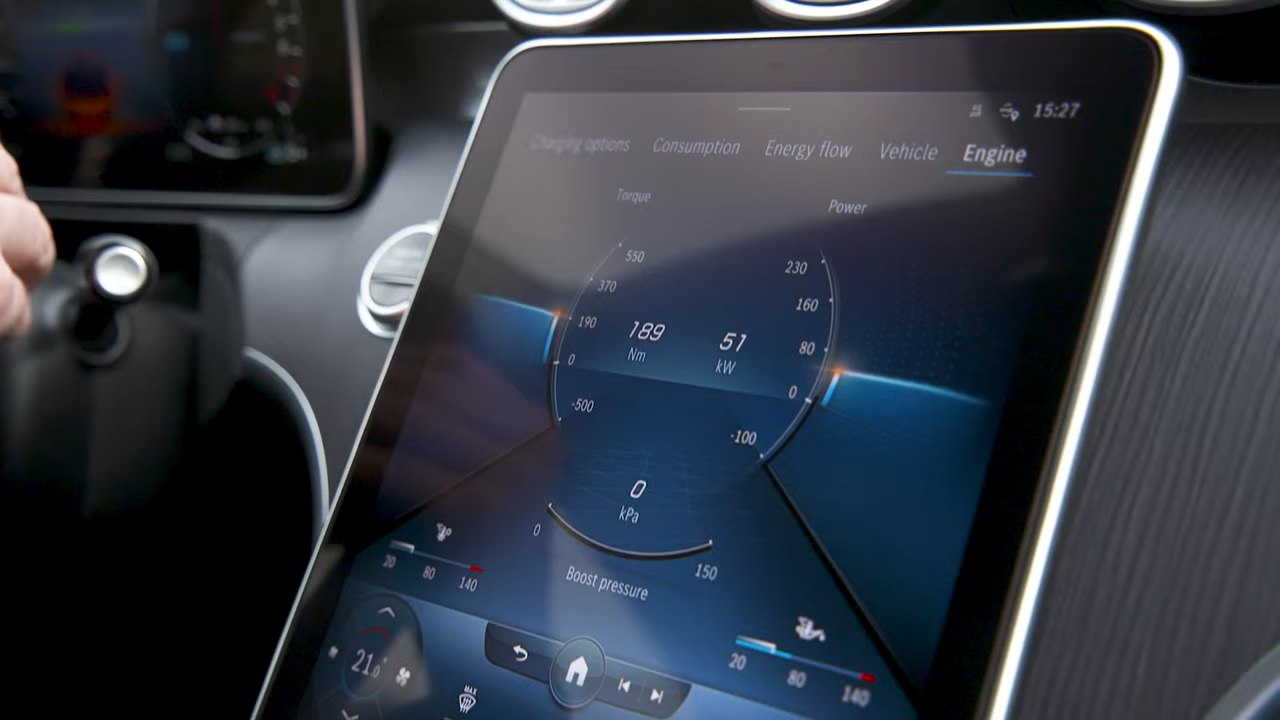 15:27
Charging options Consumption Energy flow Vehicle Engine
Torque Power
550 230
370 160
190 189 51 80
Nm kW
0 0
-500 -100
0
kPa
0 150
Boost pressure
20 80 140
20 80 140
21.0
MAX